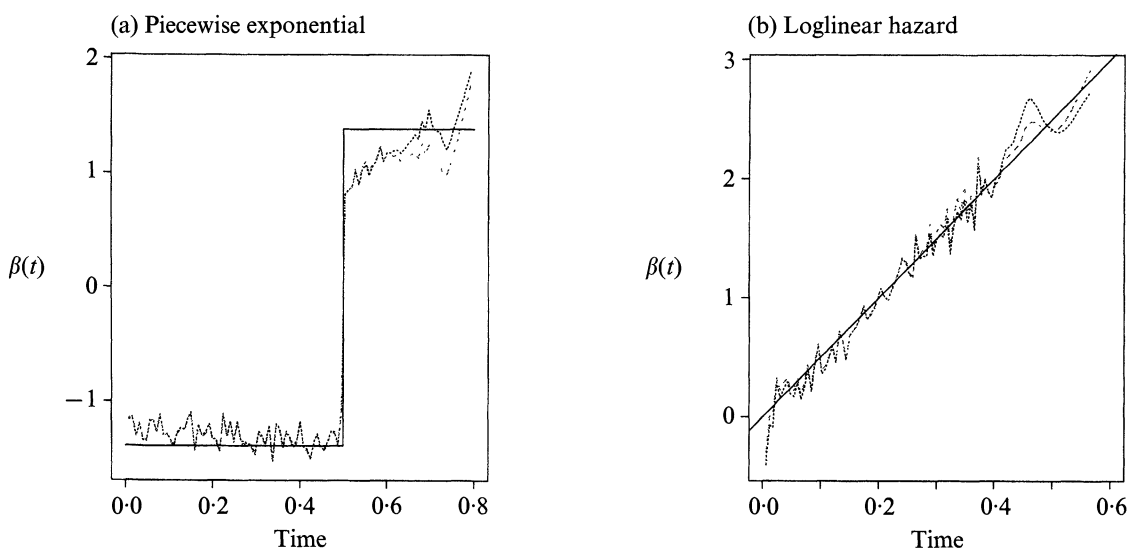 (a) Piecewise exponential
2
1
0
−1
β(t)
0·0 0·2 0·4 0·6 0·8
Time
(b) Loglinear hazard
3
2
1
0
β(t)
0·0 0·2 0·4 0·6
Time